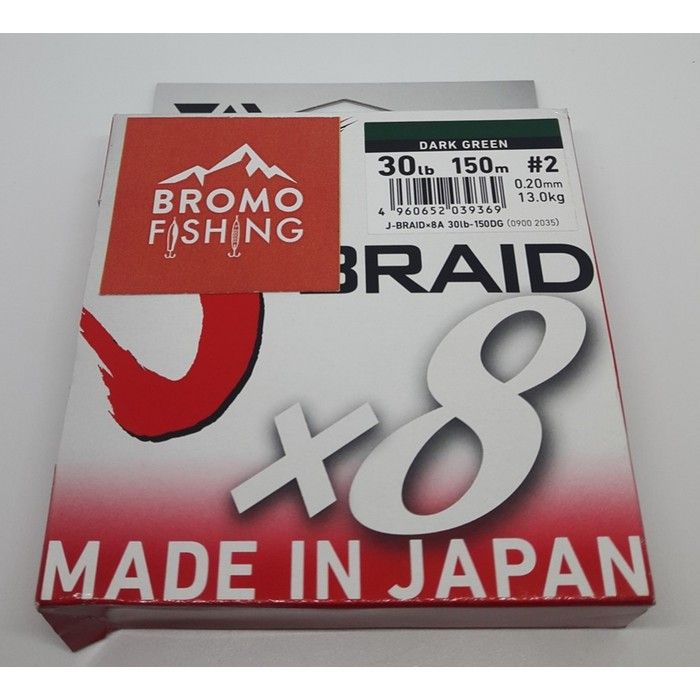 DARK GREEN
30lb 150m #2
0.20mm
13.0kg
4 960652 039369
J-BRAID×8A 30lb-150DG (0900 2035)
BROMO
FISHING
J BRAID
×8
MADE IN JAPAN